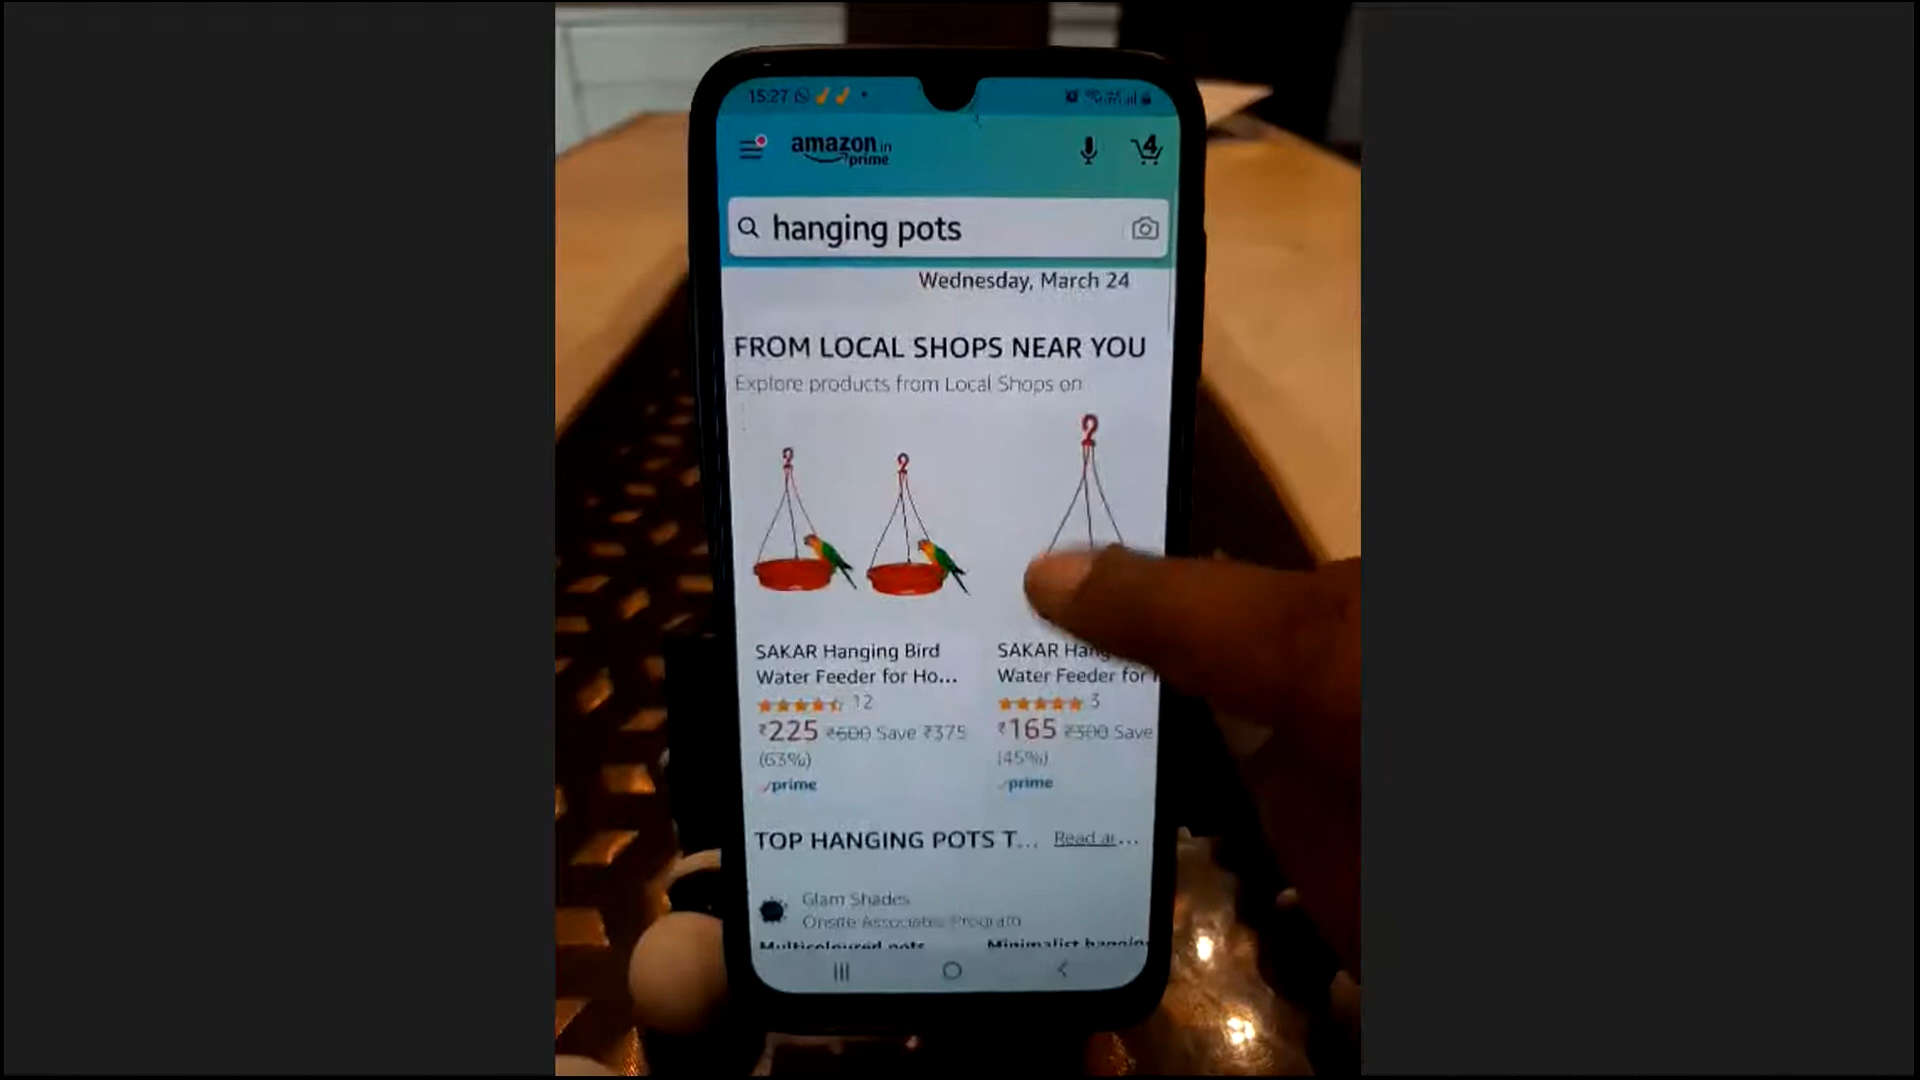 15:27
amazon.in
prime
4
hanging pots
Wednesday, March 24
FROM LOCAL SHOPS NEAR YOU
Explore products from Local Shops on
SAKAR Hanging Bird
Water Feeder for Ho...
12
₹225 ₹600 Save ₹375
(63%)
prime
SAKAR Hang
Water Feeder for
3
₹165 ₹300 Save
(45%)
prime
TOP HANGING POTS T... Read ar...
Glam Shades
Onsite Associates Program
Multicoloured pots
Minimalist hanging